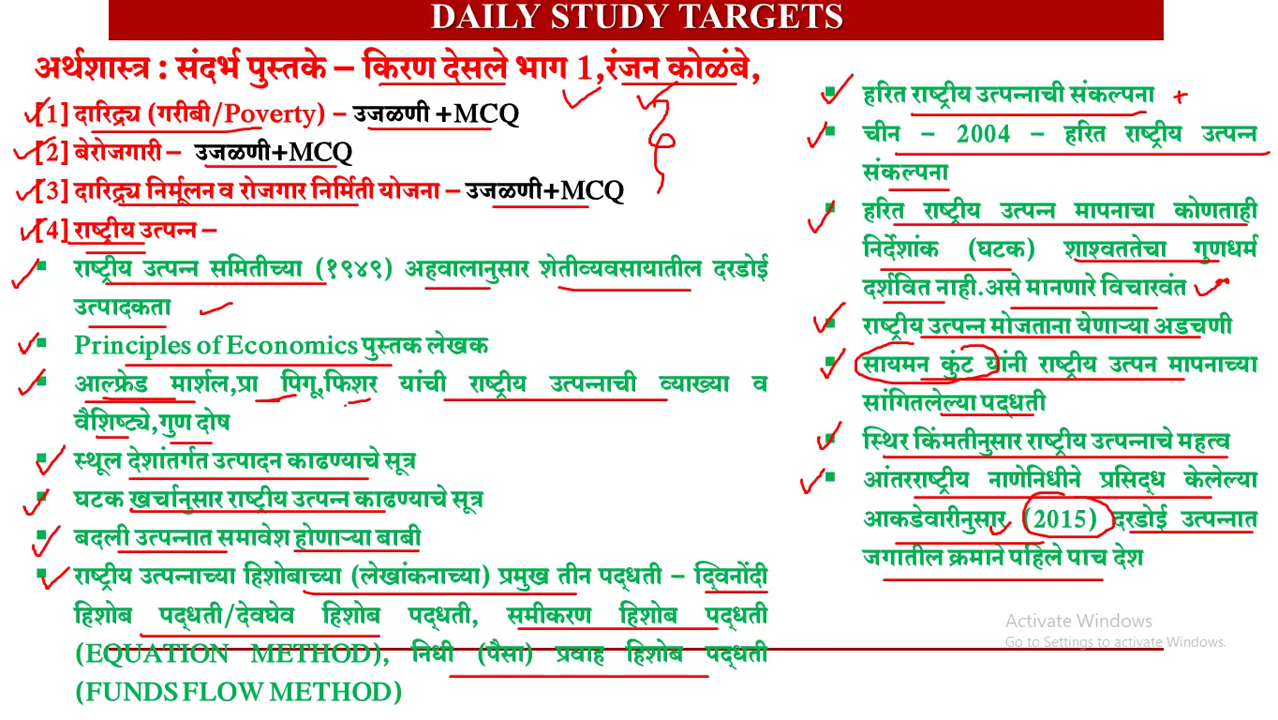 DAILY STUDY TARGETS
अर्थशास्त्र : संदर्भ पुस्तके – किरण देसले भाग 1,रंजन कोळंबे,
[1] दारिद्र्य (गरीबी/Poverty) – उजळणी +MCQ
[2] बेरोजगारी – उजळणी+MCQ
[3] दारिद्र्य निर्मूलन व रोजगार निर्मिती योजना – उजळणी+MCQ
[4] राष्ट्रीय उत्पन्न –
▪ राष्ट्रीय उत्पन्न समितीच्या (१९४९) अहवालानुसार शेतीव्यवसायातील दरडोई
उत्पादकता
▪ Principles of Economics पुस्तक लेखक
▪ आल्फ्रेड मार्शल,प्रा पिगू,फिशर यांची राष्ट्रीय उत्पन्नाची व्याख्या व
वैशिष्ट्ये,गुण दोष
▪ स्थूल देशांतर्गत उत्पादन काढण्याचे सूत्र
▪ घटक खर्चानुसार राष्ट्रीय उत्पन्न काढण्याचे सूत्र
▪ बदली उत्पन्नात समावेश होणाऱ्या बाबी
▪ राष्ट्रीय उत्पन्नाच्या हिशोबाच्या (लेखांकनाच्या) प्रमुख तीन पद्धती – द्विनोंदी
हिशोब पद्धती/देवघेव हिशोब पद्धती, समीकरण हिशोब पद्धती
(EQUATION METHOD), निधी (पैसा) प्रवाह हिशोब पद्धती
(FUNDS FLOW METHOD)
▪ हरित राष्ट्रीय उत्पन्नाची संकल्पना +
▪ चीन – 2004 – हरित राष्ट्रीय उत्पन्न
संकल्पना
▪ हरित राष्ट्रीय उत्पन्न मापनाचा कोणताही
निर्देशांक (घटक) शाश्वततेचा गुणधर्म
दर्शवित नाही.असे मानणारे विचारवंत
▪ राष्ट्रीय उत्पन्न मोजताना येणाऱ्या अडचणी
▪ सायमन कुंट यांनी राष्ट्रीय उत्पन मापनाच्या
सांगितलेल्या पद्धती
▪ स्थिर किंमतीनुसार राष्ट्रीय उत्पन्नाचे महत्व
▪ आंतरराष्ट्रीय नाणेनिधीने प्रसिद्ध केलेल्या
आकडेवारीनुसार (2015) दरडोई उत्पन्नात
जगातील क्रमाने पहिले पाच देश
Activate Windows
Go to Settings to activate Windows.